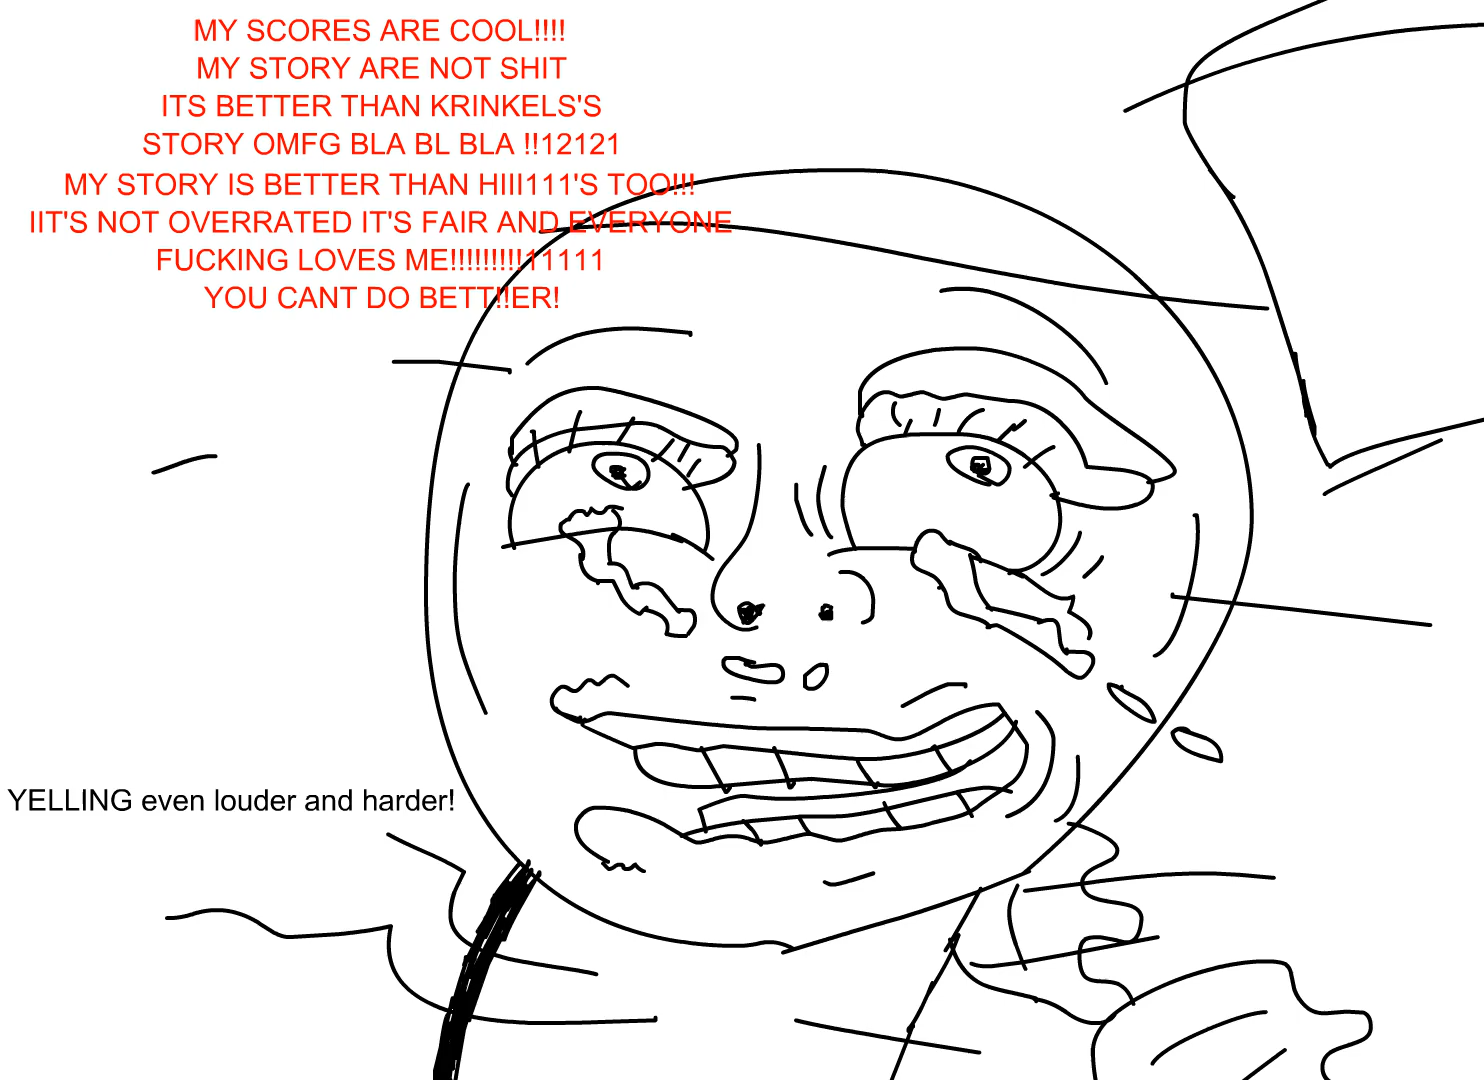 MY SCORES ARE COOL!!!!
MY STORY ARE NOT SHIT
ITS BETTER THAN KRINKELS'S
STORY OMFG BLA BL BLA !!12121
MY STORY IS BETTER THAN HIII111'S TOO!!!
IIT'S NOT OVERRATED IT'S FAIR AND EVERYONE
FUCKING LOVES ME!!!!!!!!!11111
YOU CANT DO BETT!!ER!
YELLING even louder and harder!